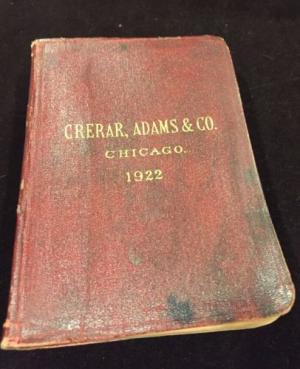 CRERAR, ADAMS & CO.
CHICAGO.
1922